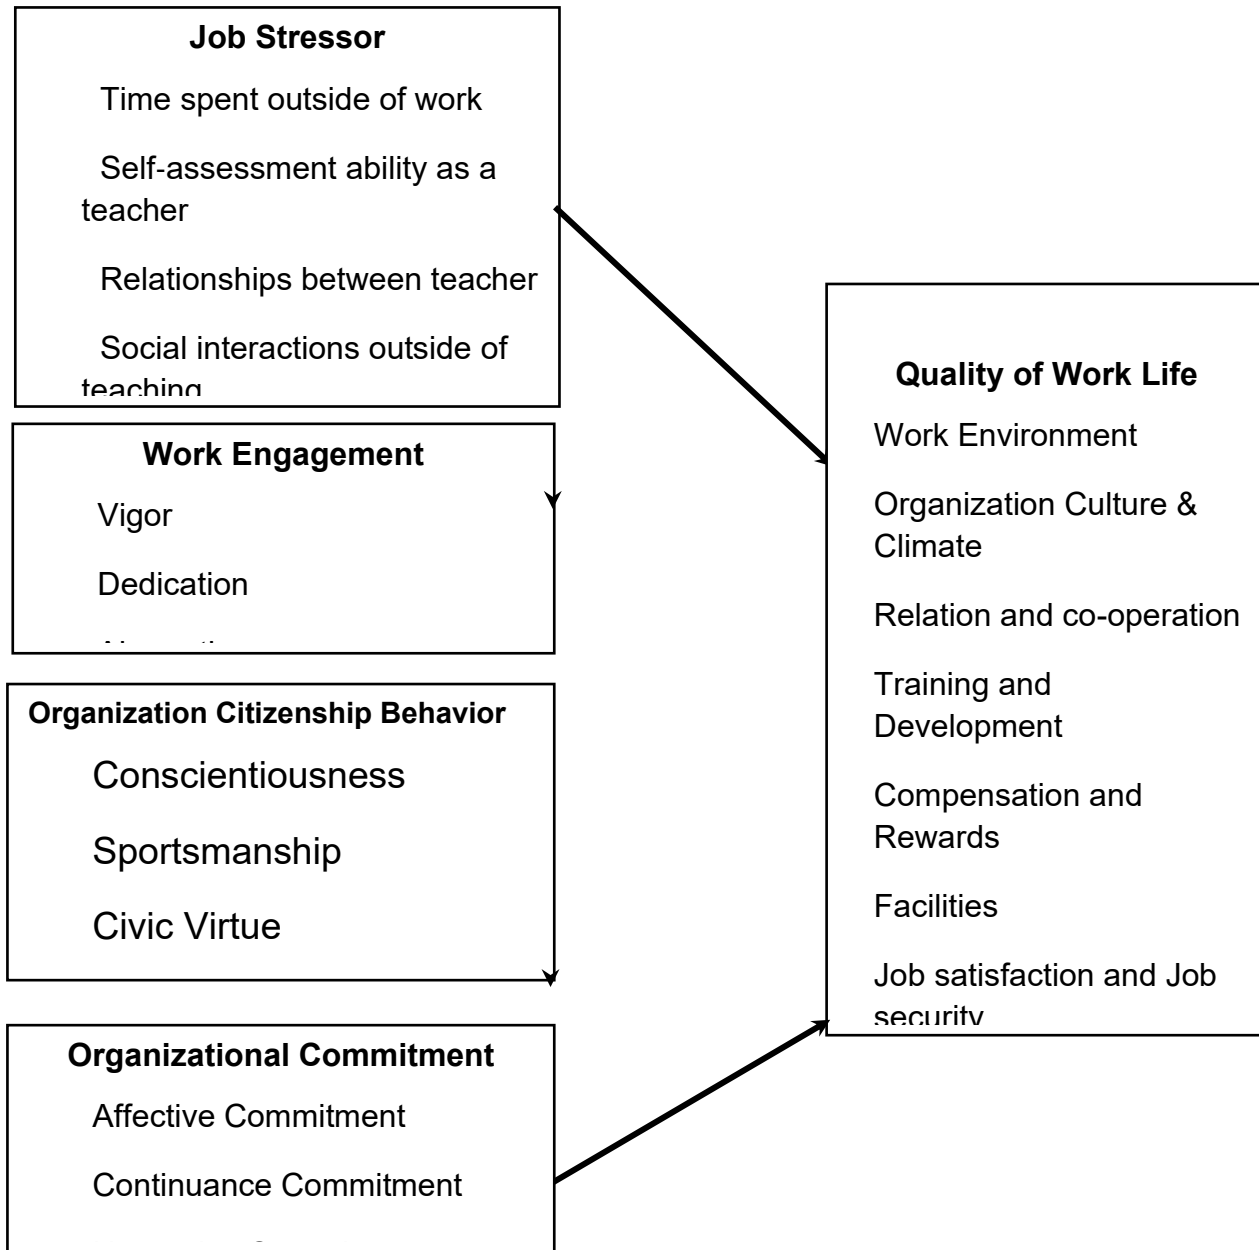 Job Stressor
Time spent outside of work
Self-assessment ability as a
teacher
Relationships between teacher
Social interactions outside of
teaching
Work Engagement
Vigor
Dedication
Organization Citizenship Behavior
Conscientiousness
Sportsmanship
Civic Virtue
Organizational Commitment
Affective Commitment
Continuance Commitment
Quality of Work Life
Work Environment
Organization Culture &
Climate
Relation and co-operation
Training and
Development
Compensation and
Rewards
Facilities
Job satisfaction and Job
security